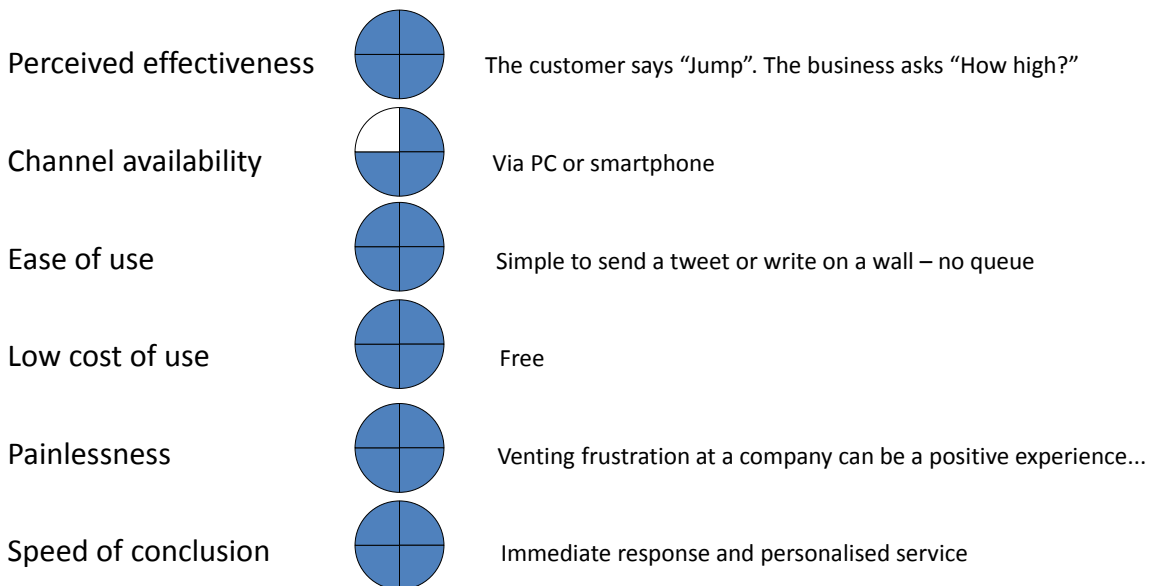 Perceived effectiveness The customer says “Jump”. The business asks “How high?”
Channel availability Via PC or smartphone
Ease of use Simple to send a tweet or write on a wall – no queue
Low cost of use Free
Painlessness Venting frustration at a company can be a positive experience...
Speed of conclusion Immediate response and personalised service